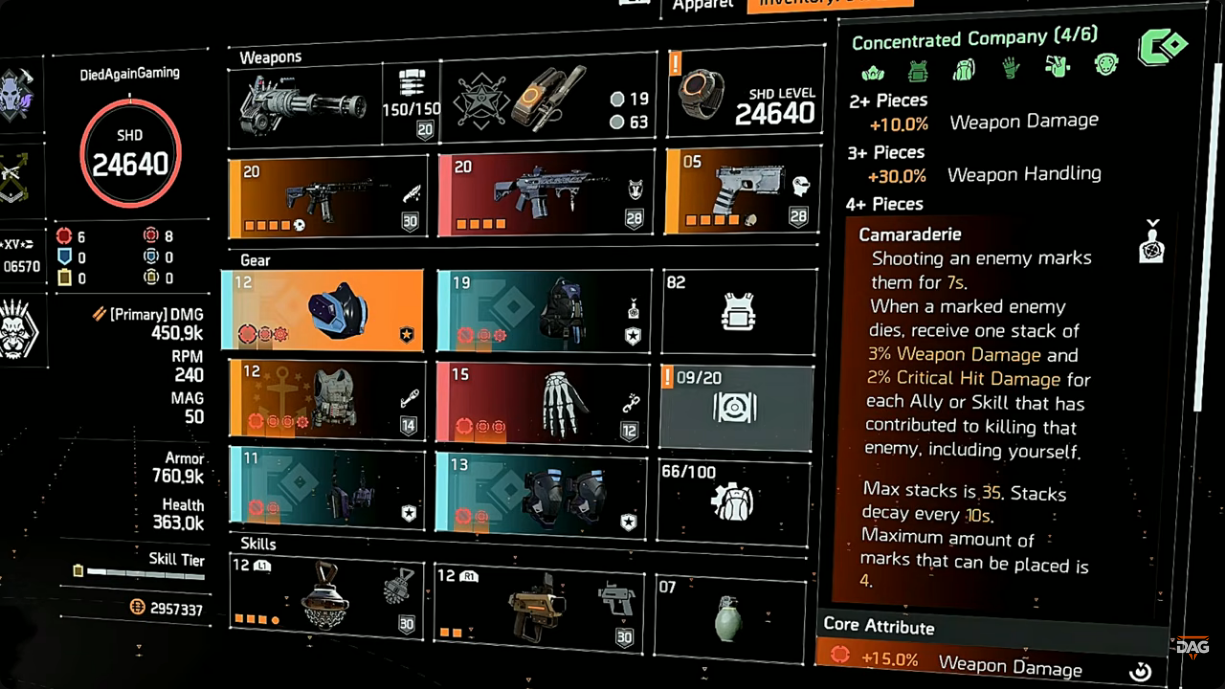 Apparel
DiedAgainGaming
SHD
24640
XV
06570
6
8
0
0
0
0
[Primary] DMG
450,9k
RPM
240
MAG
50
Armor
760,9k
Health
363,0k
Skill Tier
2957337
Weapons
150/150
20
19
63
SHD LEVEL
24640
20
30
20
28
05
28
Gear
12
19
82
12
14
15
12
09/20
11
13
66/100
Skills
12 L1
30
12 R1
30
07
Concentrated Company (4/6)
2+ Pieces
+10.0% Weapon Damage
3+ Pieces
+30,0% Weapon Handling
4+ Pieces
Camaraderie
Shooting an enemy marks
them for 7s.
When a marked enemy
dies, receive one stack of
3% Weapon Damage and
2% Critical Hit Damage for
each Ally or Skill that has
contributed to killing that
enemy, including yourself.
Max stacks is 35. Stacks
decay every 10s.
Maximum amount of
marks that can be placed is
4.
Core Attribute
+15.0% Weapon Damage
DAG